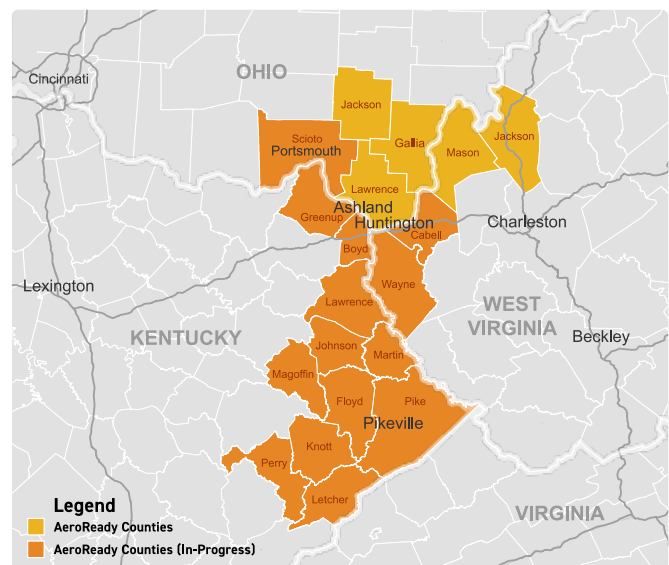 Cincinnati
OHIO
Jackson
Gallia
Jackson
Scioto
Portsmouth
Mason
Lawrence
Ashland
Greenup
Huntington
Charleston
Cabell
Boyd
Lexington
Wayne
Lawrence
WEST
VIRGINIA
KENTUCKY
Beckley
Johnson
Martin
Magoffin
Floyd
Pike
Pikeville
Knott
Perry
Letcher
VIRGINIA
Legend
AeroReady Counties
AeroReady Counties (In-Progress)